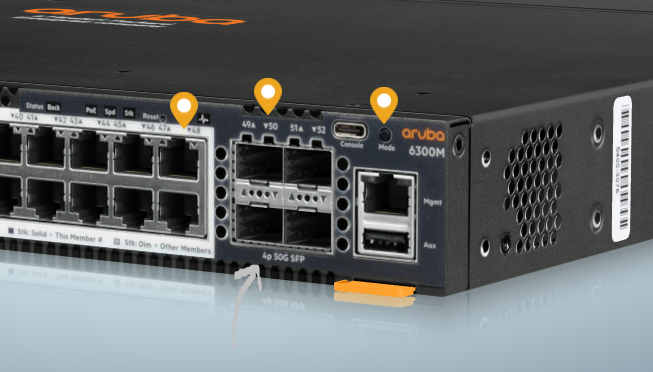 aruba
Status Back PoE Spd Stk Reset
▼40 41▲ ▼42 43▲ ▼44 45▲ ▼46 47▲ ▼48
49▲ ▼50 51▲ ▼52
Console
Mode
aruba
6300M
Mgmt
Aux
Stk: Solid = This Member #
Stk: Dim = Other Members
4p 50G SFP